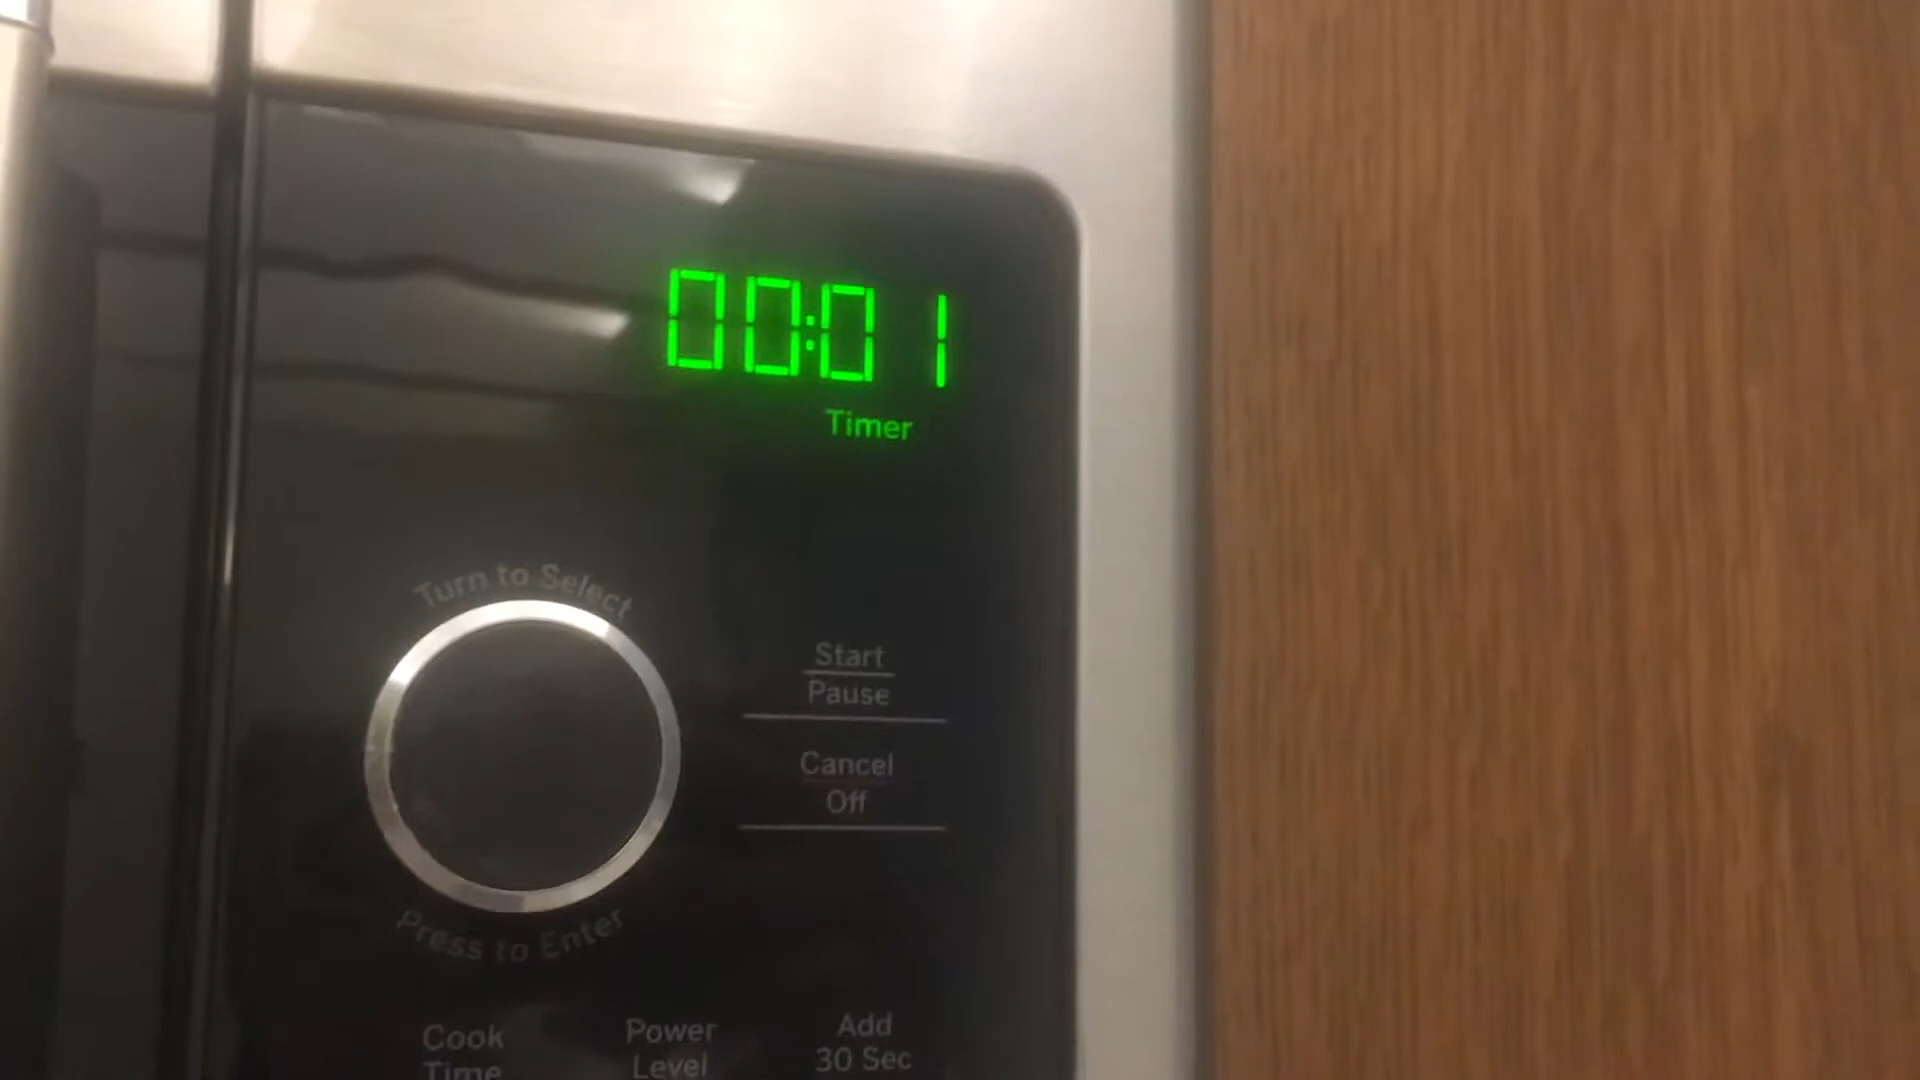 00:01
Timer
Turn to Select
Start
Pause
Cancel
Off
Press to Enter
Cook
Time
Power
Level
Add
30 Sec